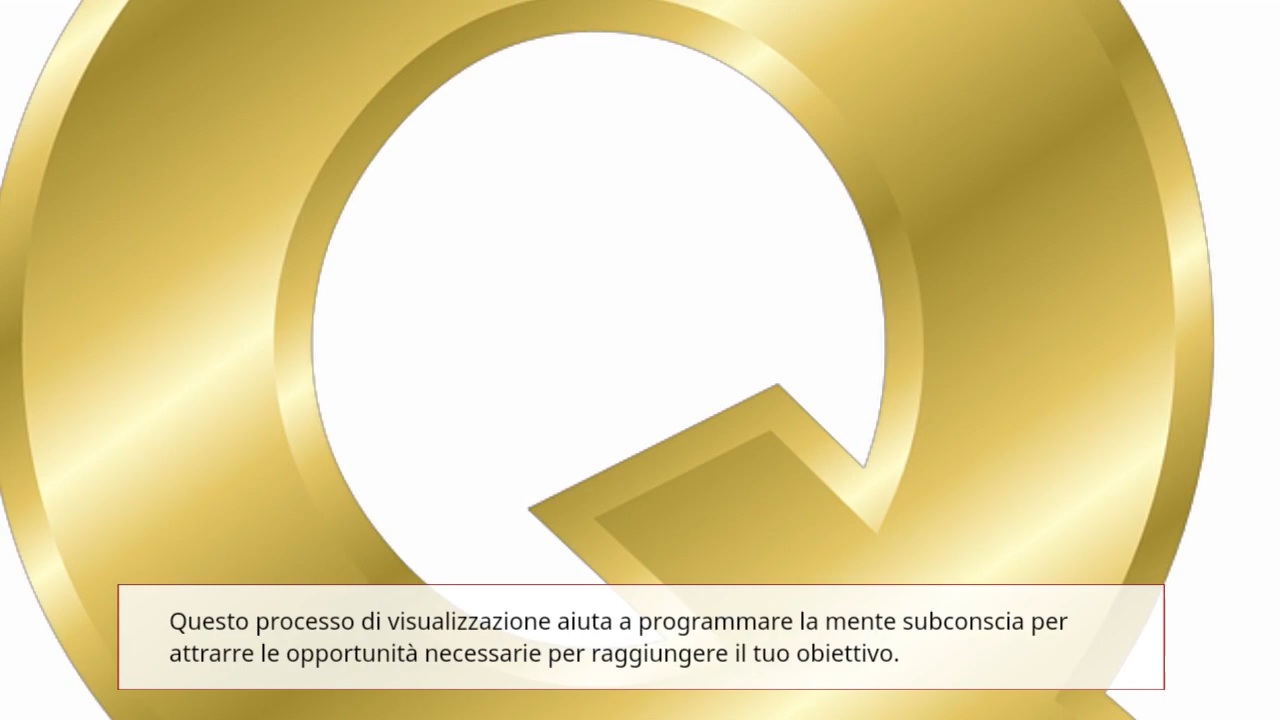 Q
Questo processo di visualizzazione aiuta a programmare la mente subconscia per
attrarre le opportunità necessarie per raggiungere il tuo obiettivo.